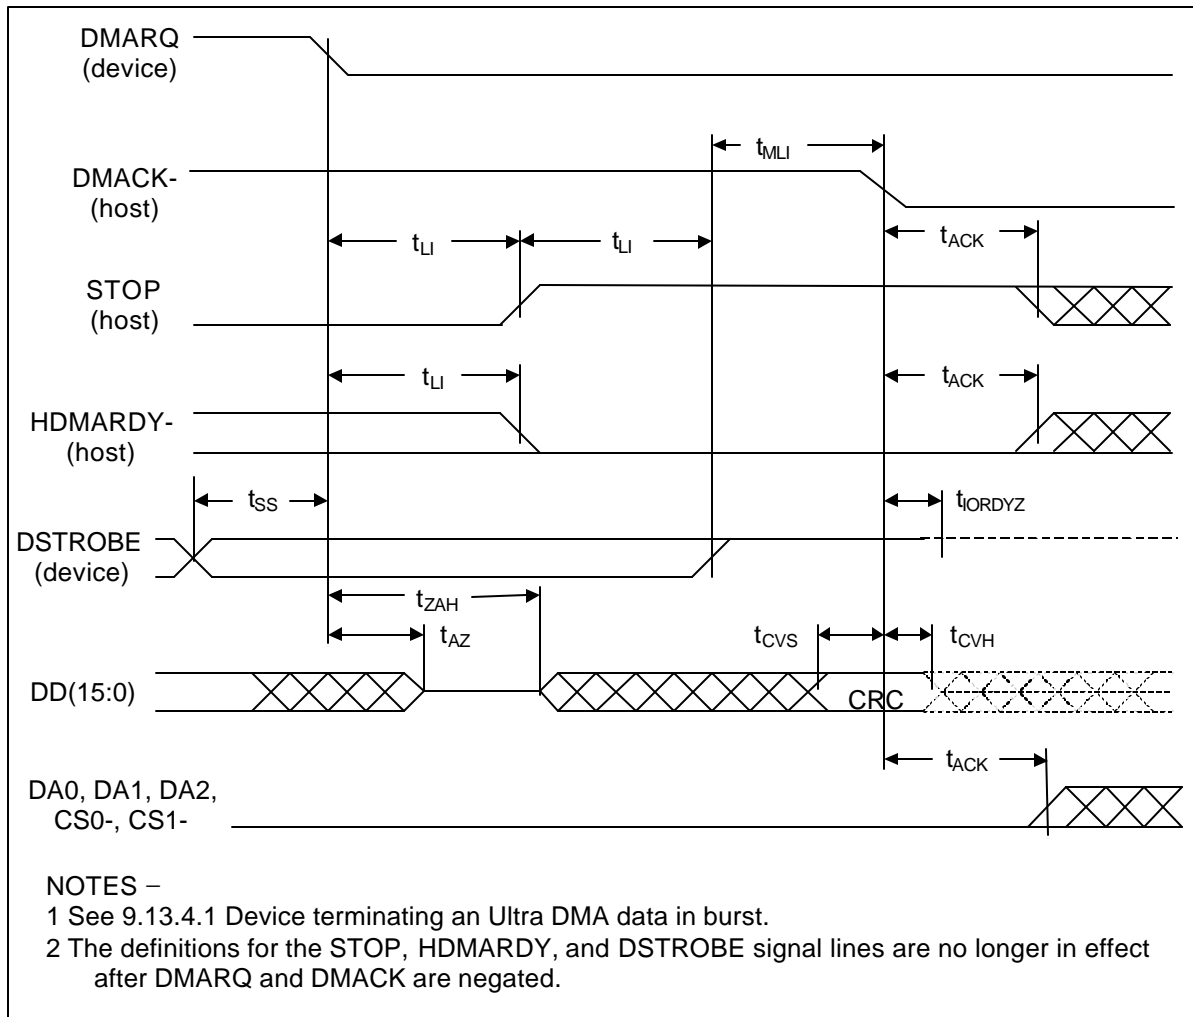 DMARQ
(device)
tMLI
DMACK-
(host)
tLI
tLI
tACK
STOP
(host)
tLI
tACK
HDMARDY-
(host)
tSS
tIORDYZ
DSTROBE
(device)
tZAH
tAZ
tCVS
tCVH
DD(15:0)
CRC
tACK
DA0, DA1, DA2,
CS0-, CS1-
NOTES –
1 See 9.13.4.1 Device terminating an Ultra DMA data in burst.
2 The definitions for the STOP, HDMARDY, and DSTROBE signal lines are no longer in effect
after DMARQ and DMACK are negated.